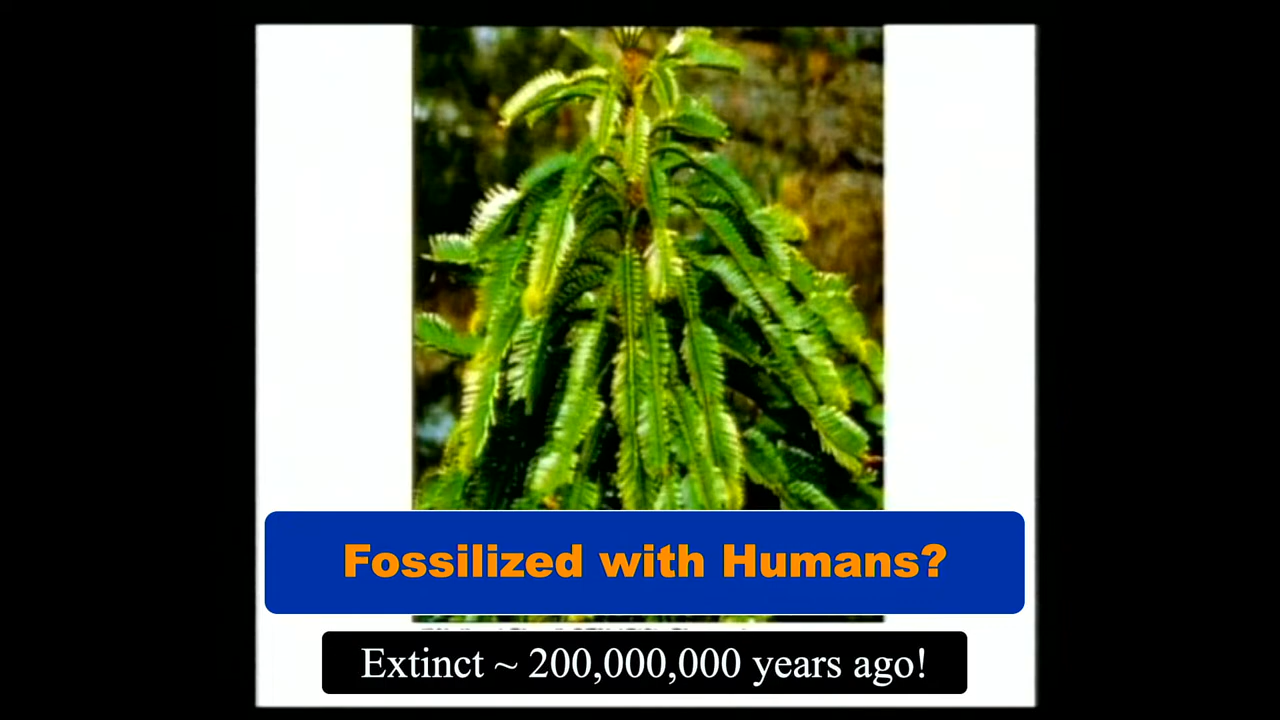 Fossilized with Humans?
Extinct ~ 200,000,000 years ago!